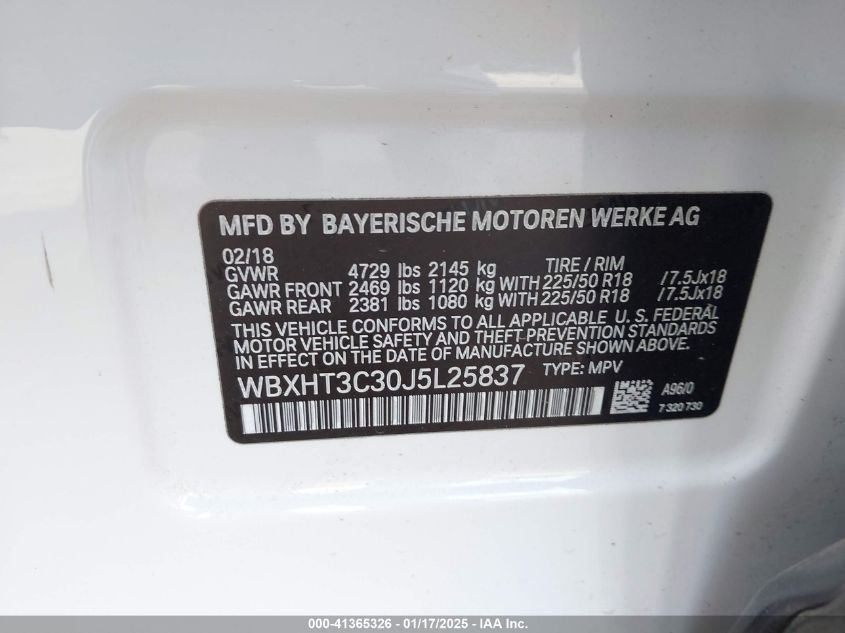 MFD BY BAYERISCHE MOTOREN WERKE AG
02/18
GVWR 4729 lbs 2145 kg TIRE / RIM
GAWR FRONT 2469 lbs 1120 kg WITH 225/50 R18 / 7.5Jx18
GAWR REAR 2381 lbs 1080 kg WITH 225/50 R18 / 7.5Jx18
THIS VEHICLE CONFORMS TO ALL APPLICABLE U. S. FEDERAL
MOTOR VEHICLE SAFETY AND THEFT PREVENTION STANDARDS
IN EFFECT ON THE DATE OF MANUFACTURE SHOWN ABOVE.
WBXHT3C30J5L25837 TYPE: MPV
A96/0
7 320 730
000-41365326 - 01/17/2025 - © IAA, Inc.